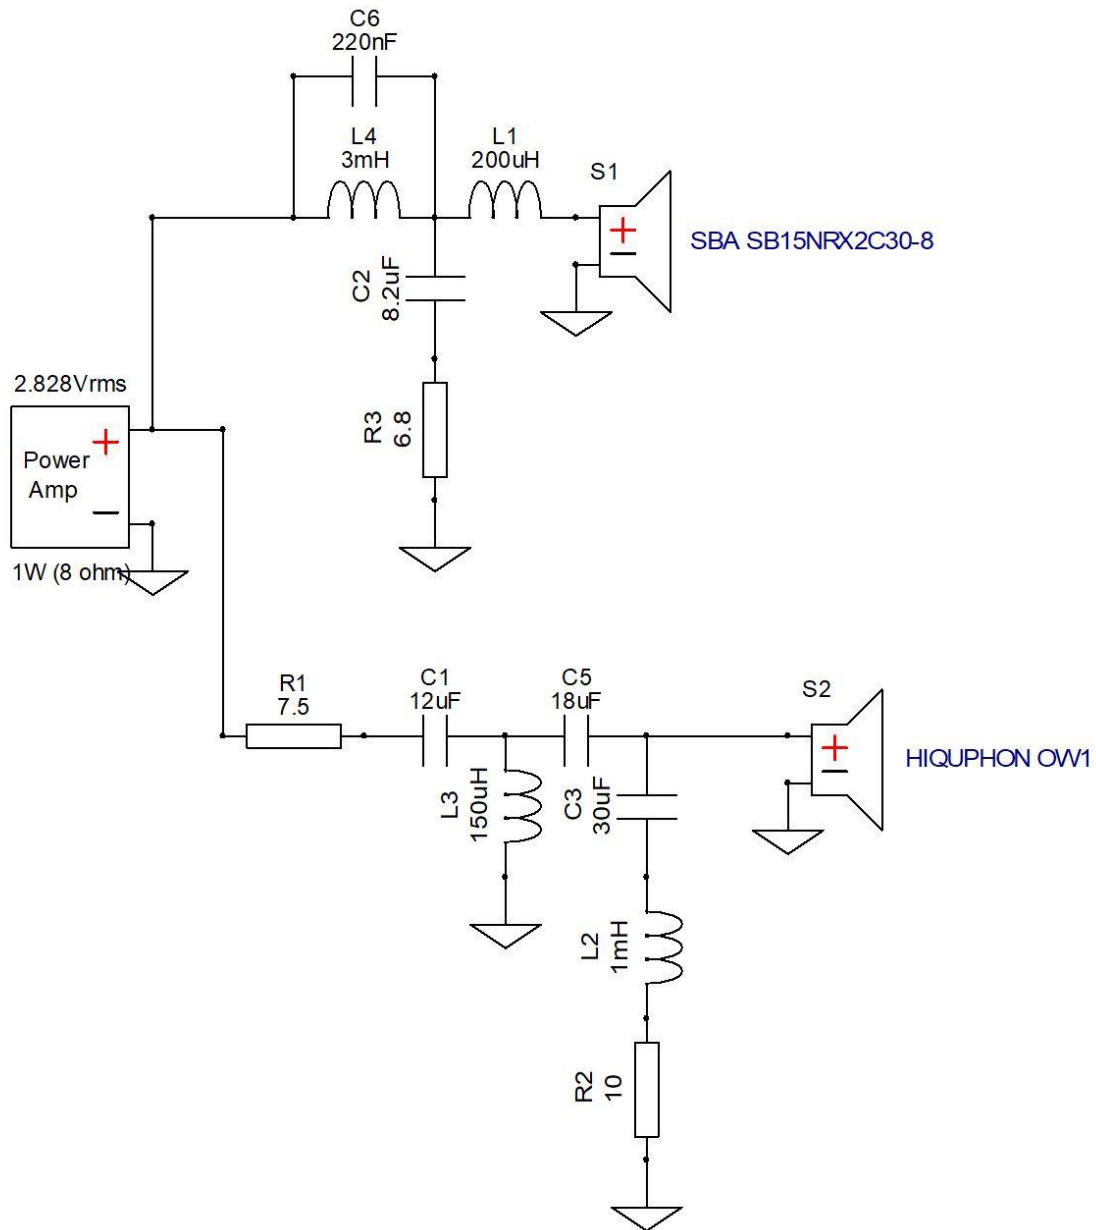 C6
220nF
L4
3mH
L1
200uH
S1
SBA SB15NRX2C30-8
C2
8.2uF
2.828Vrms
Power
Amp
1W (8 ohm)
R3
6.8
R1
7.5
C1
12uF
C5
18uF
S2
HIQUPHON OW1
L3
150uH
C3
30uF
L2
1mH
R2
10